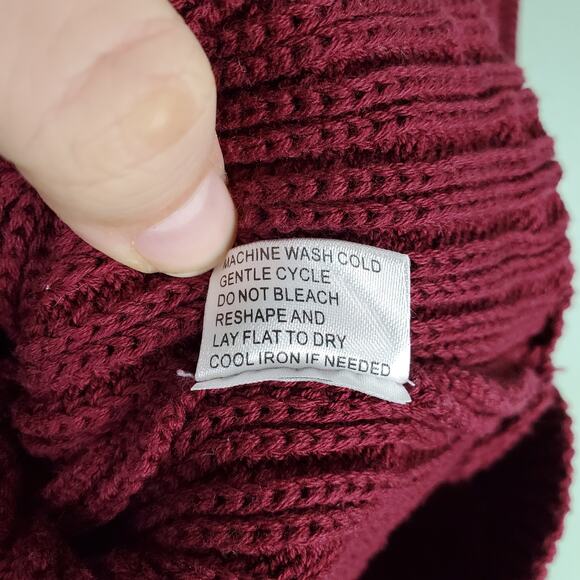 MACHINE WASH COLD
GENTLE CYCLE
DO NOT BLEACH
RESHAPE AND
LAY FLAT TO DRY
COOL IRON IF NEEDED